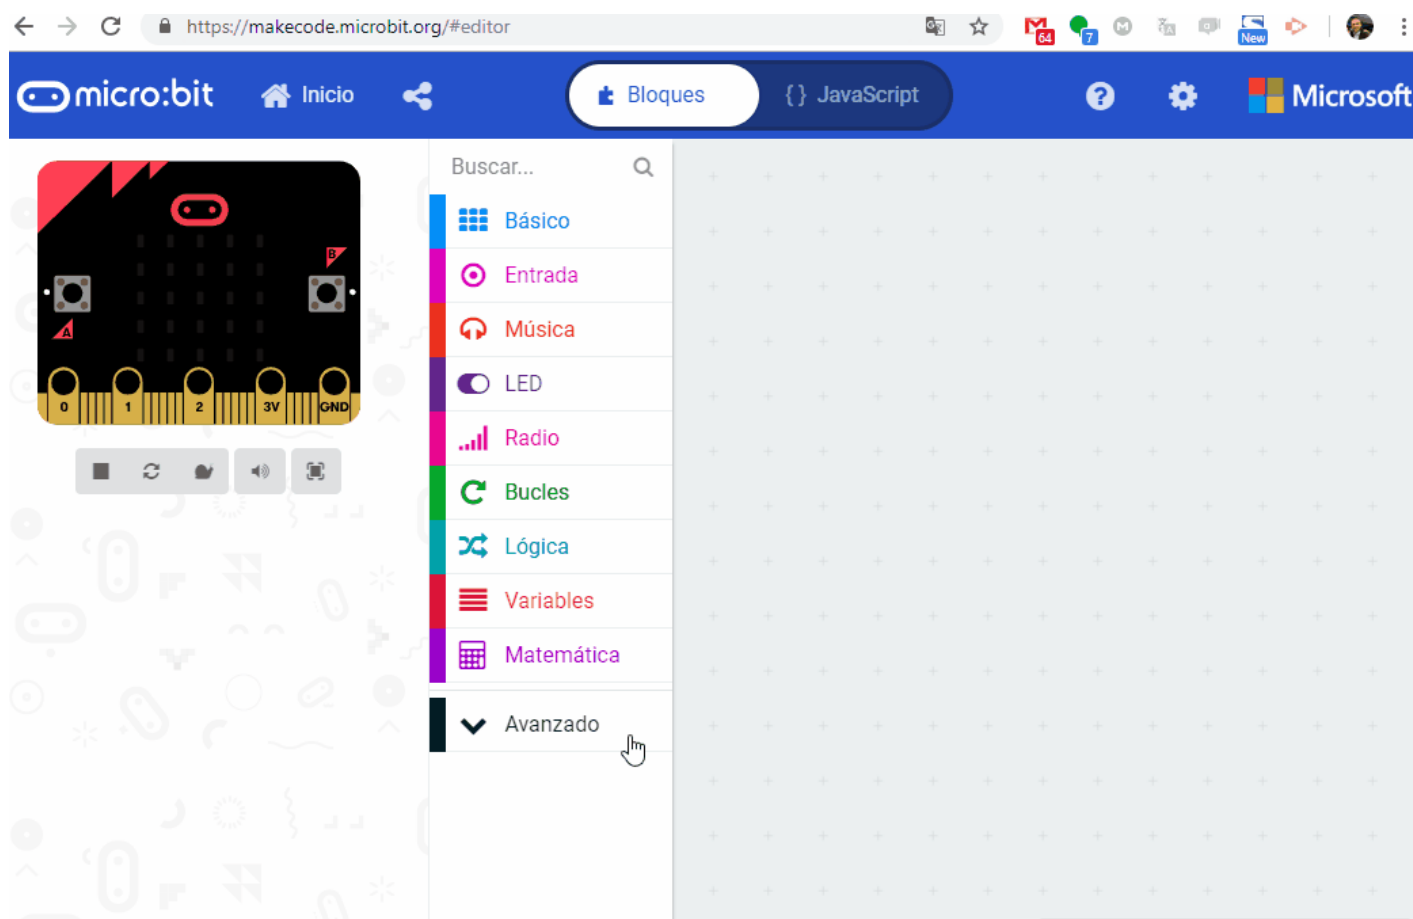 https://makecode.microbit.org/#editor
64
7
New
micro:bit
Inicio
Bloques
{} JavaScript
?
Microsoft
Buscar...
Básico
Entrada
Música
LED
Radio
Bucles
Lógica
Variables
Matemática
Avanzado
B
A
0 1 2 3V GND